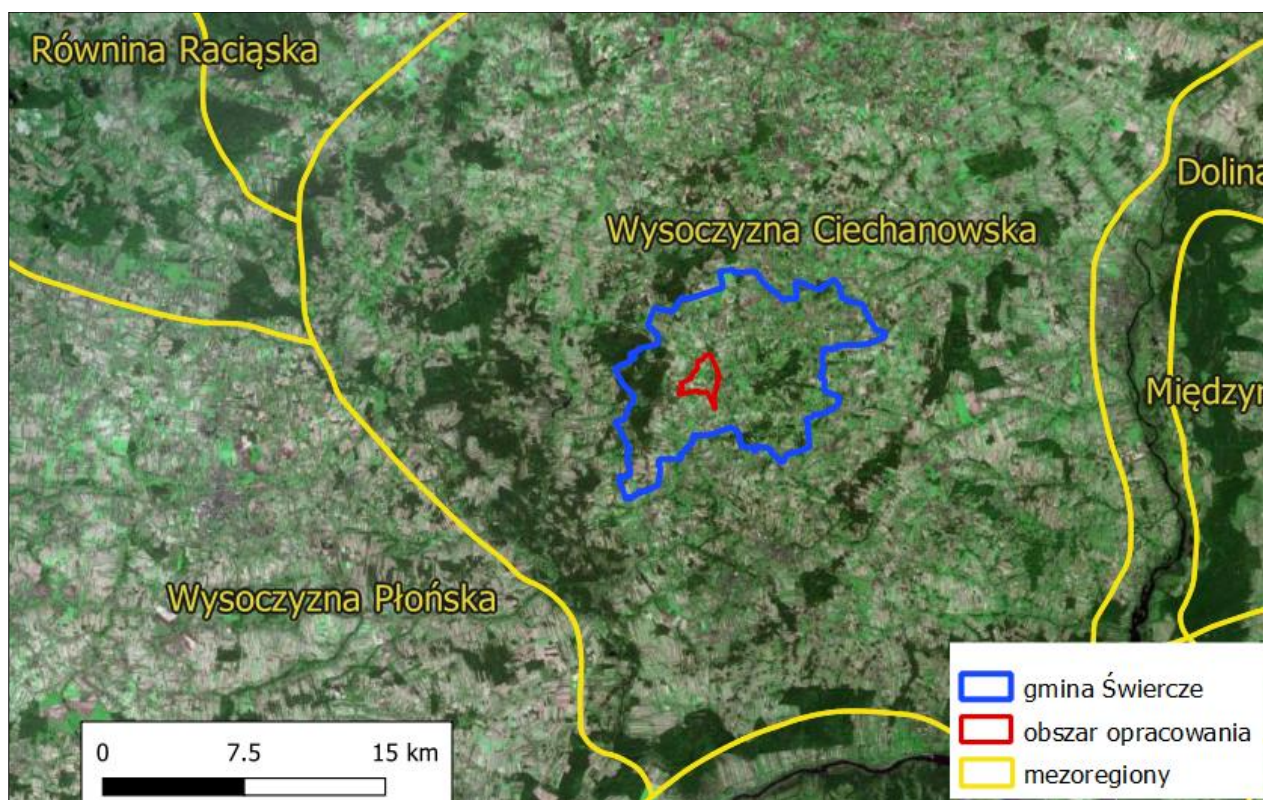 Równina Raciąska
Dolina
Wysoczyzna Ciechanowska
Międzyr
Wysoczyzna Płońska
gmina Świercze
obszar opracowania
mezoregiony
0 7.5 15 km